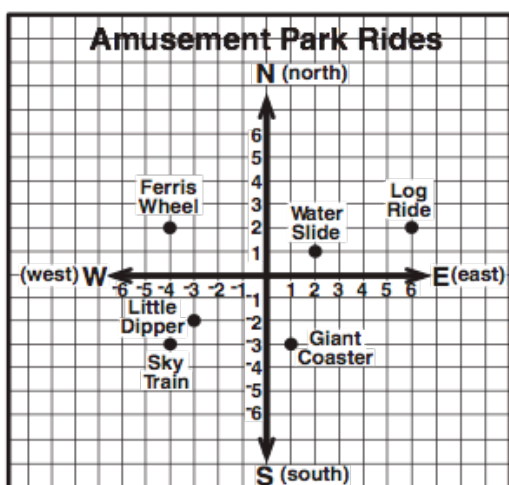 Amusement Park Rides
N (north)
6
5
4
3
2
1
Ferris
Wheel
Water
Slide
Log
Ride
(west) W
E (east)
-6 -5 -4 -3 -2 -1 1 2 3 4 5 6
-1
-2
-3
-4
-5
-6
Little
Dipper
Sky
Train
Giant
Coaster
S (south)